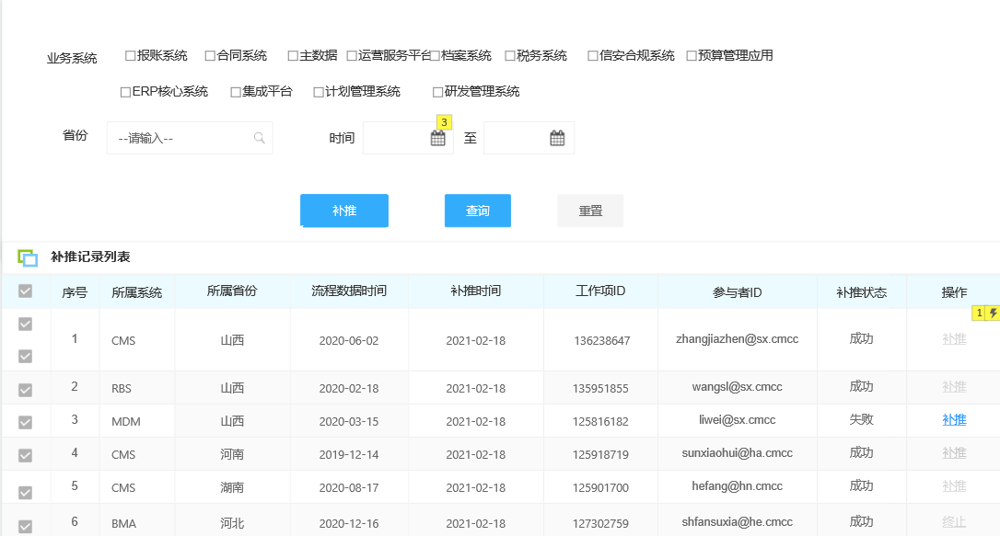 业务系统 报账系统 合同系统 主数据 运营服务平台 档案系统 税务系统 信安合规系统 预算管理应用
ERP核心系统 集成平台 计划管理系统 研发管理系统
省份 --请输入-- 时间 3 至
补推 查询 重置
补推记录列表
序号 所属系统 所属省份 流程数据时间 补推时间 工作项ID 参与者ID 补推状态 操作
1
1 CMS 山西 2020-06-02 2021-02-18 136238647 zhangjiazhen@sx.cmcc 成功 补推
2 RBS 山西 2020-02-18 2021-02-18 135951855 wangsl@sx.cmcc 成功 补推
3 MDM 山西 2020-03-15 2021-02-18 125816182 liwei@sx.cmcc 失败 补推
4 CMS 河南 2019-12-14 2021-02-18 125918719 sunxiaohui@ha.cmcc 成功 补推
5 CMS 湖南 2020-08-17 2021-02-18 125901700 hefang@hn.cmcc 成功 补推
6 BMA 河北 2020-12-16 2021-02-18 127302759 shfansuxia@he.cmcc 成功 终止